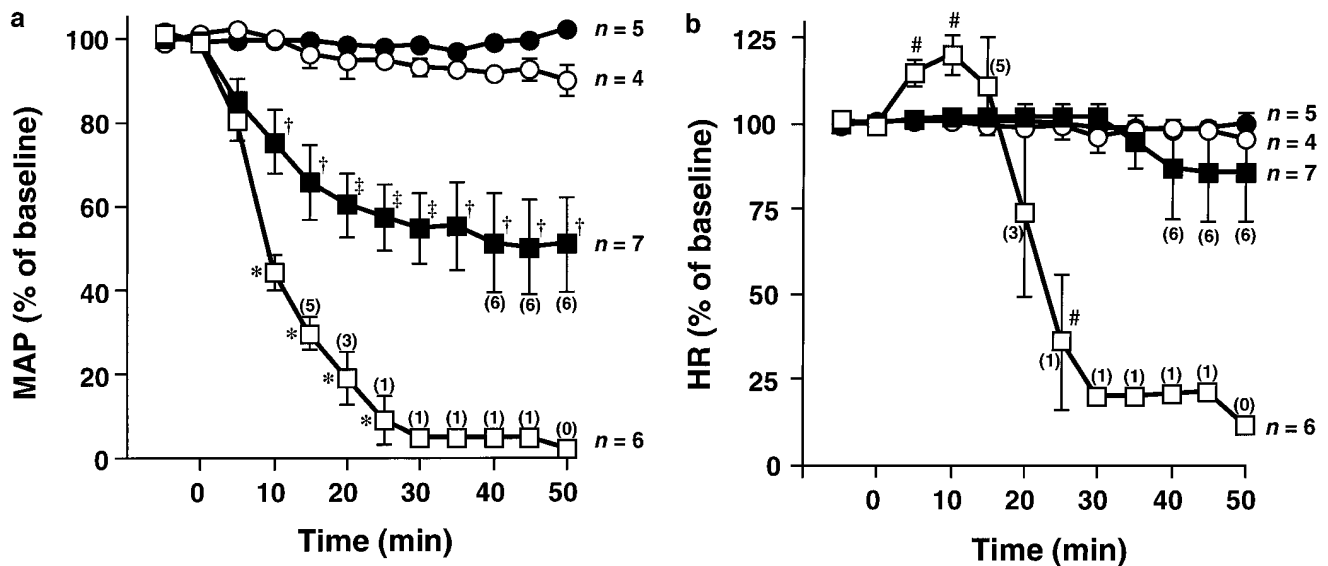 a
MAP (% of baseline)
100
80
60
40
20
0
n = 5
n = 4
†
†
‡
‡
‡
†
†
†
†
n = 7
(6) (6) (6)
*
(5)
*
(3)
*
(1)
*
(1) (1) (1) (1) (0)
n = 6
0 10 20 30 40 50
Time (min)
b
HR (% of baseline)
125
100
75
50
25
0
#
#
(5)
n = 5
n = 4
n = 7
(3)
(6) (6) (6)
#
(1)
(1) (1) (1) (1)
(0)
n = 6
0 10 20 30 40 50
Time (min)